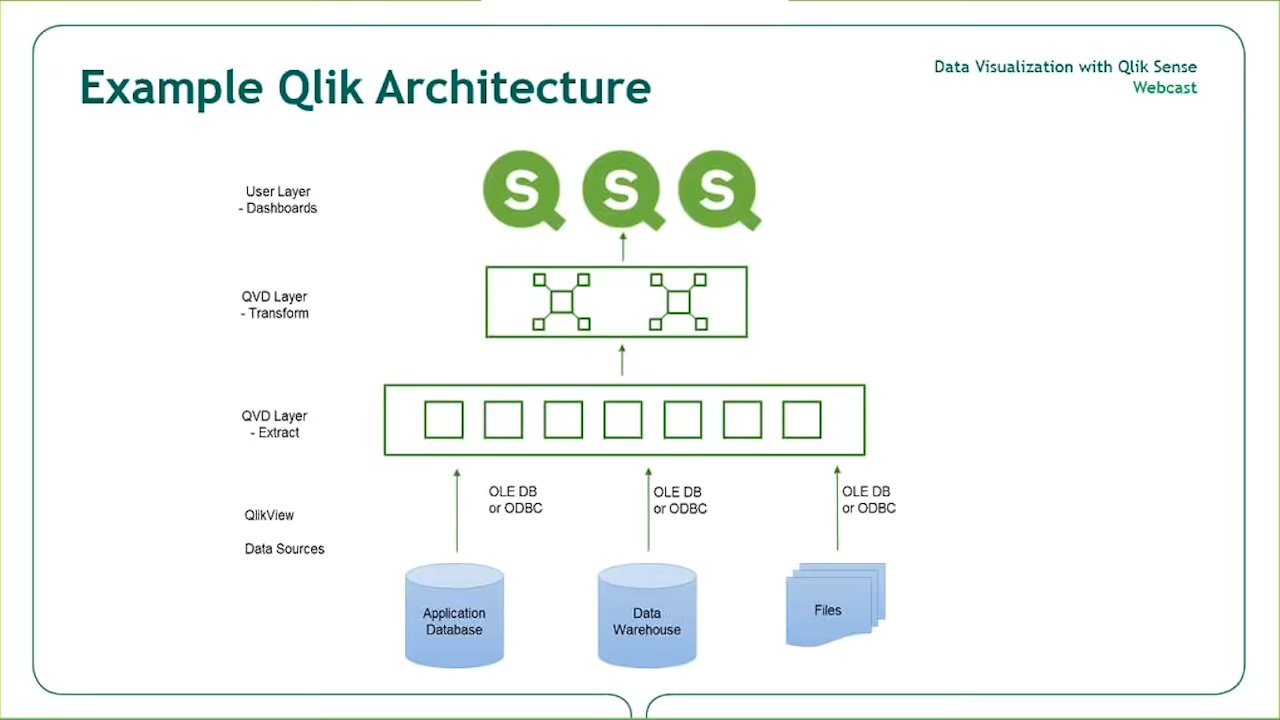 Example Qlik Architecture
Data Visualization with Qlik Sense
Webcast
User Layer
- Dashboards
S S S
QVD Layer
- Transform
QVD Layer
- Extract
OLE DB
or ODBC
OLE DB
or ODBC
OLE DB
or ODBC
QlikView
Data Sources
Application
Database
Data
Warehouse
Files